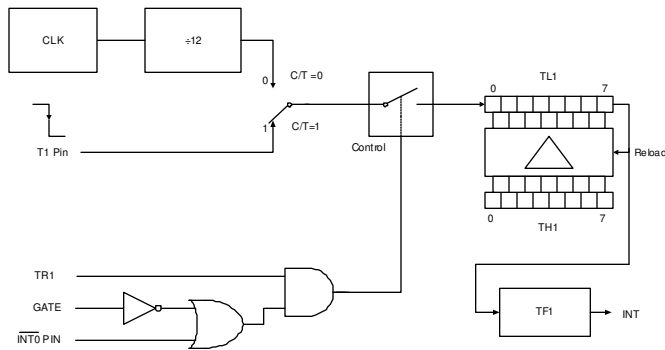 CLK
÷12
0
C/T =0
1
C/T=1
T1 Pin
Control
TL1
0
7
Reload
0
7
TH1
TR1
GATE
INT0 PIN
TF1
INT